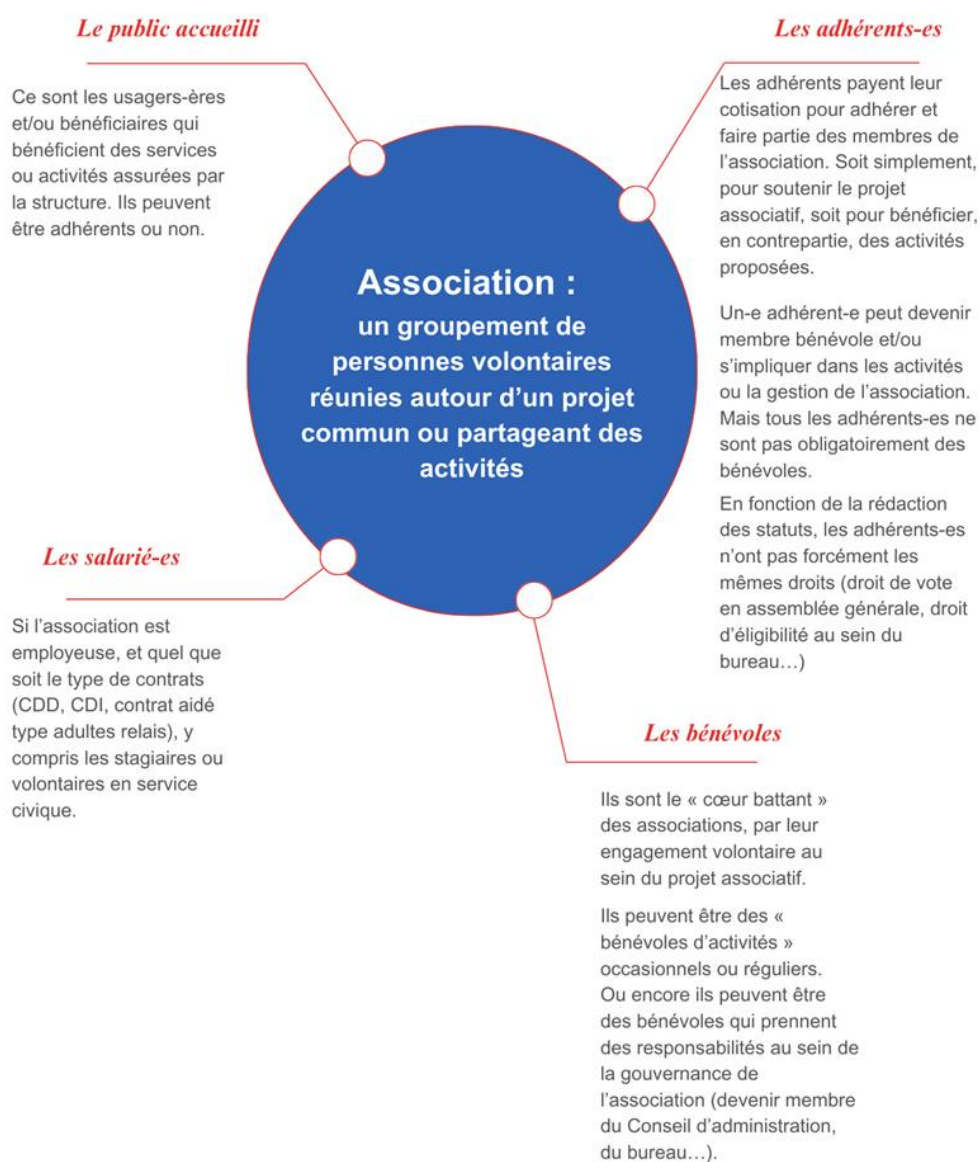 Le public accueilli
Ce sont les usagers-ères
et/ou bénéficiaires qui
bénéficient des services
ou activités assurées par
la structure. Ils peuvent
être adhérents ou non.
Les adhérents-es
Les adhérents payent leur
cotisation pour adhérer et
faire partie des membres de
l’association. Soit simplement,
pour soutenir le projet
associatif, soit pour bénéficier,
en contrepartie, des activités
proposées.
Un-e adhérent-e peut devenir
membre bénévole et/ou
s’impliquer dans les activités
ou la gestion de l’association.
Mais tous les adhérents-es ne
sont pas obligatoirement des
bénévoles.
En fonction de la rédaction
des statuts, les adhérents-es
n’ont pas forcément les
mêmes droits (droit de vote
en assemblée générale, droit
d’éligibilité au sein du
bureau…)
Association :
un groupement de
personnes volontaires
réunies autour d’un projet
commun ou partageant des
activités
Les salarié-es
Si l’association est
employeuse, et quel que
soit le type de contrats
(CDD, CDI, contrat aidé
type adultes relais), y
compris les stagiaires ou
volontaires en service
civique.
Les bénévoles
Ils sont le « cœur battant »
des associations, par leur
engagement volontaire au
sein du projet associatif.
Ils peuvent être des «
bénévoles d’activités »
occasionnels ou réguliers.
Ou encore ils peuvent être
des bénévoles qui prennent
des responsabilités au sein de
la gouvernance de
l’association (devenir membre
du Conseil d’administration,
du bureau…).